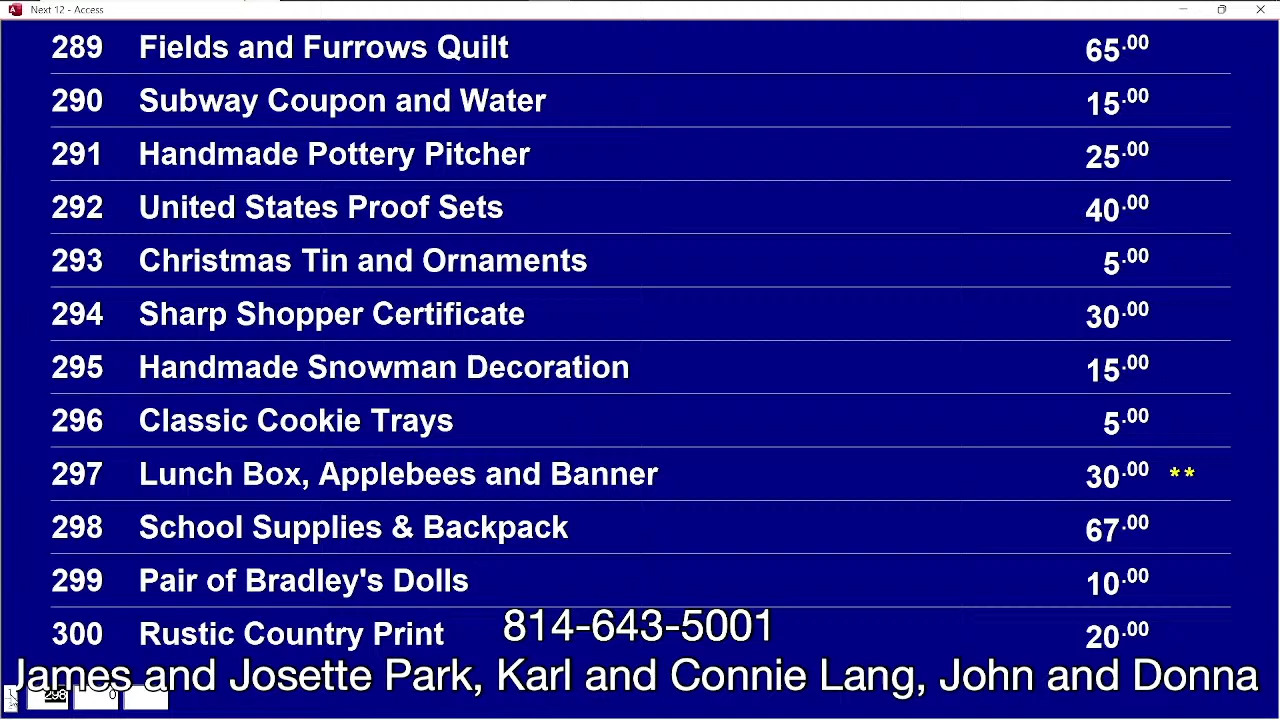 Next 12 - Access
289 Fields and Furrows Quilt 65.00
290 Subway Coupon and Water 15.00
291 Handmade Pottery Pitcher 25.00
292 United States Proof Sets 40.00
293 Christmas Tin and Ornaments 5.00
294 Sharp Shopper Certificate 30.00
295 Handmade Snowman Decoration 15.00
296 Classic Cookie Trays 5.00
297 Lunch Box, Applebees and Banner 30.00 **
298 School Supplies & Backpack 67.00
299 Pair of Bradley's Dolls 10.00
300 Rustic Country Print 20.00
814-643-5001
James and Josette Park, Karl and Connie Lang, John and Donna
298 0